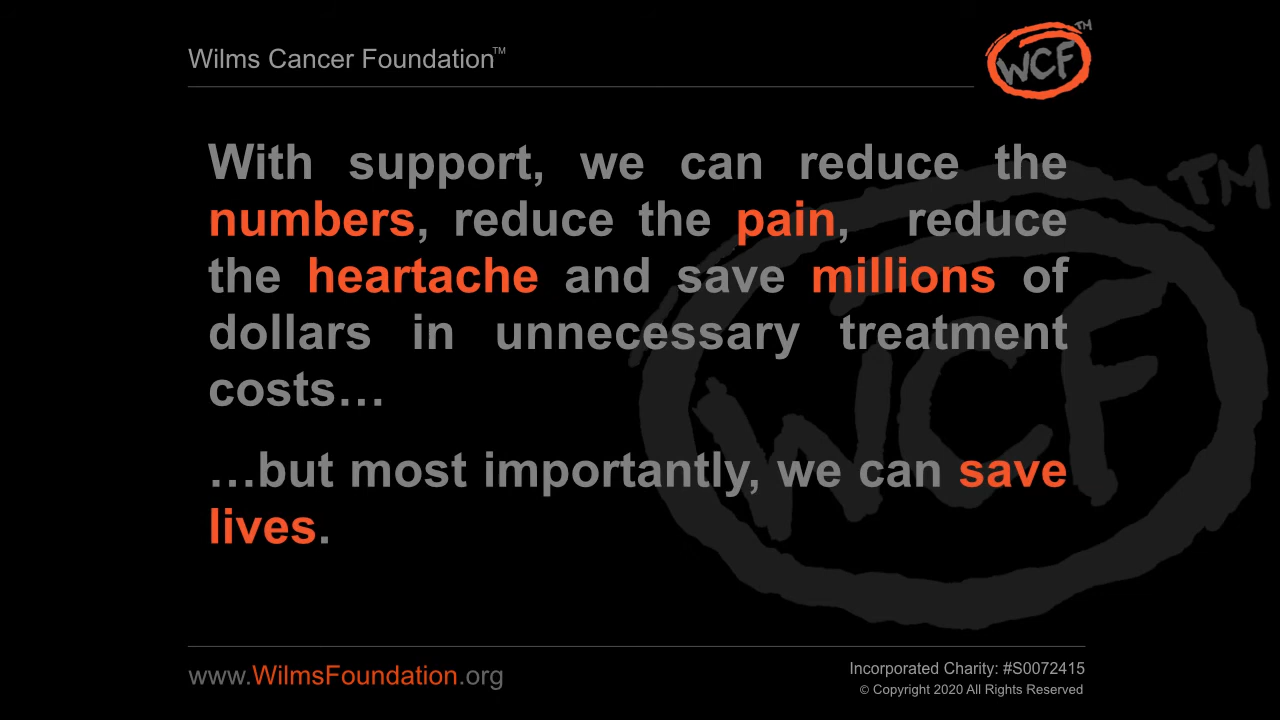 Wilms Cancer Foundation™
WCF™
With support, we can reduce the
numbers, reduce the pain, reduce
the heartache and save millions of
dollars in unnecessary treatment
costs…
…but most importantly, we can save
lives.
WCF™
www.WilmsFoundation.org
Incorporated Charity: #S0072415
© Copyright 2020 All Rights Reserved